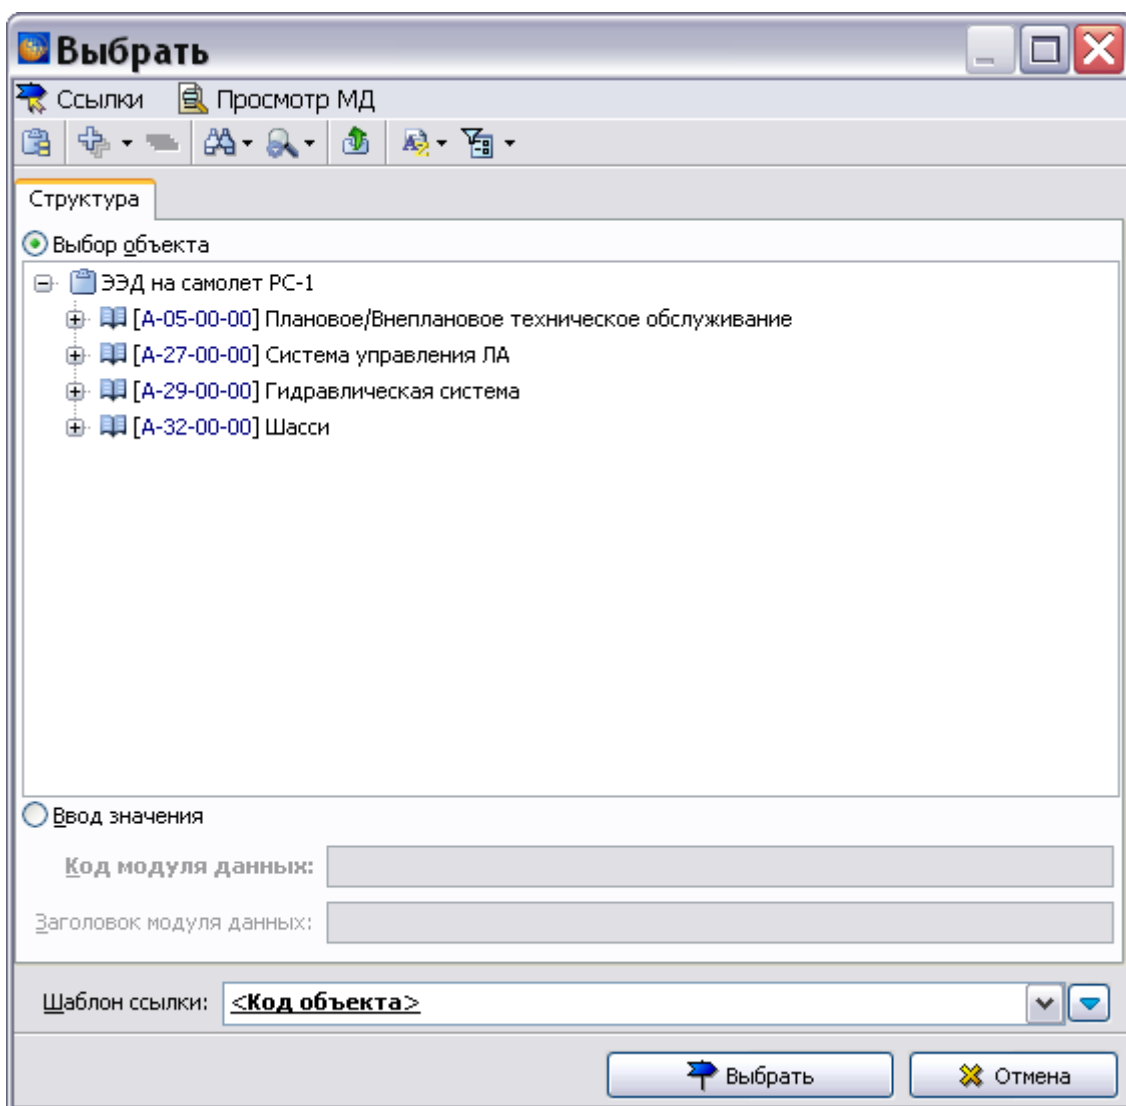 Выбрать
Ссылки Просмотр МД
Структура
Выбор объекта
ЭЭД на самолет РС-1
[А-05-00-00] Плановое/Внеплановое техническое обслуживание
[А-27-00-00] Система управления ЛА
[А-29-00-00] Гидравлическая система
[А-32-00-00] Шасси
Ввод значения
Код модуля данных:
Заголовок модуля данных:
Шаблон ссылки: <Код объекта>
Выбрать Отмена